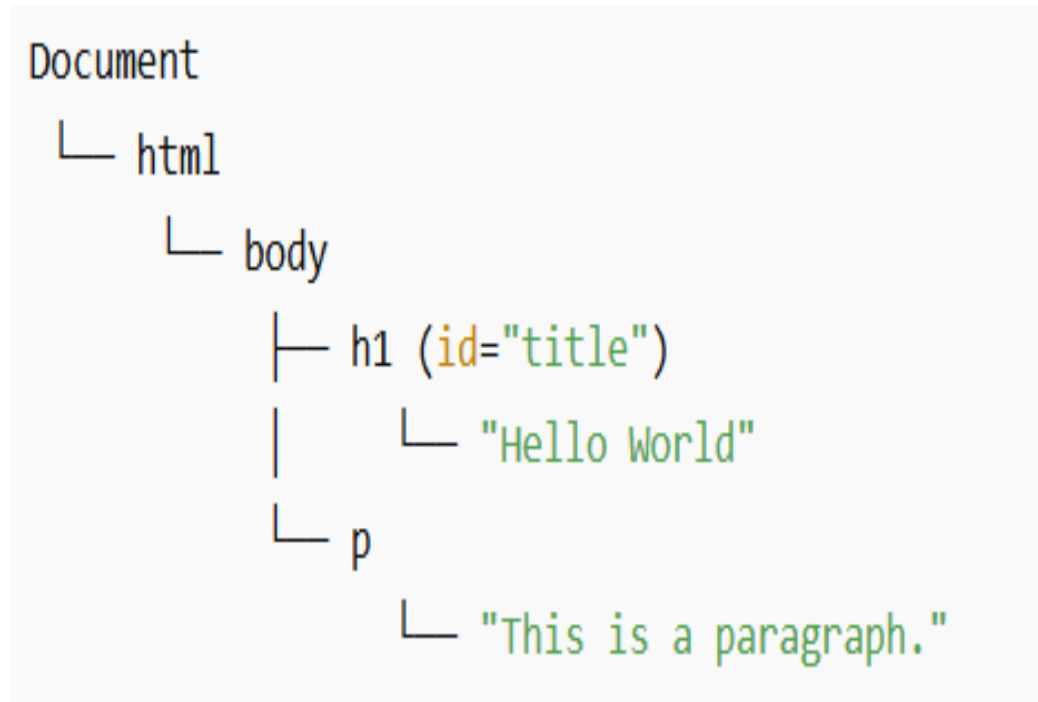 Document
└── html
└── body
├── h1 (id="title")
│ └── "Hello World"
└── p
└── "This is a paragraph."